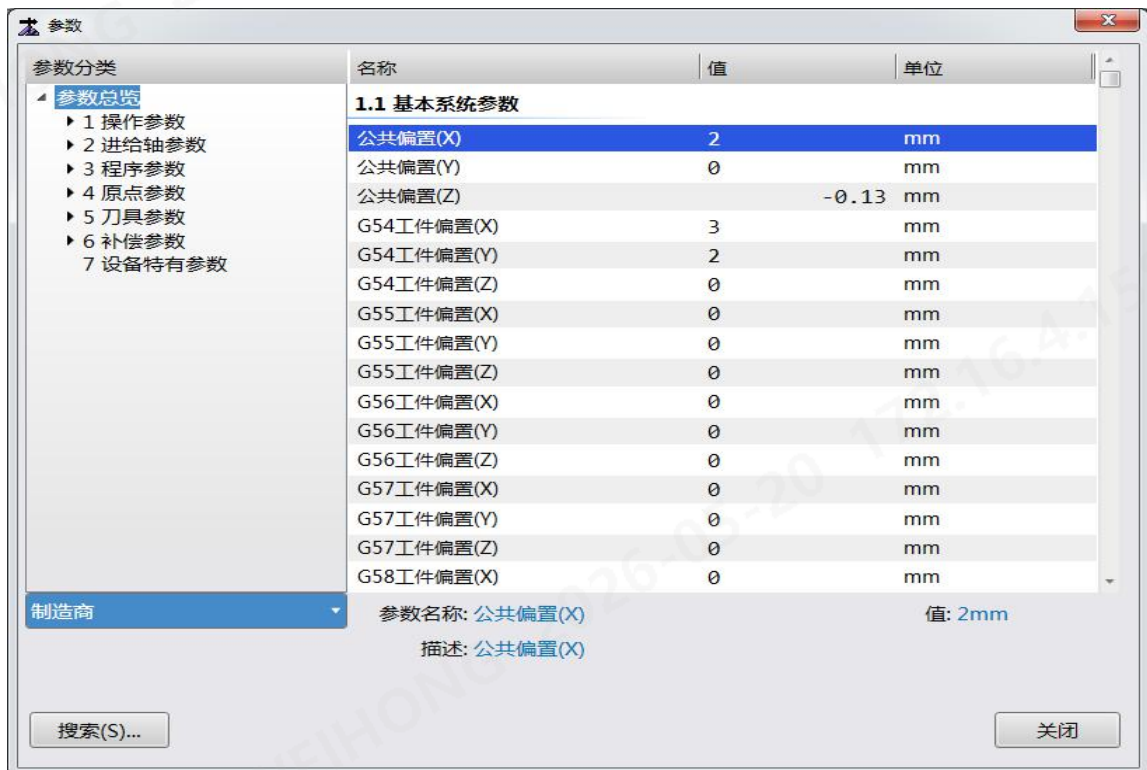 参数
参数分类 名称 值 单位
参数总览
1 操作参数
2 进给轴参数
3 程序参数
4 原点参数
5 刀具参数
6 补偿参数
7 设备特有参数
1.1 基本系统参数
公共偏置(X) 2 mm
公共偏置(Y) 0 mm
公共偏置(Z) -0.13 mm
G54工件偏置(X) 3 mm
G54工件偏置(Y) 2 mm
G54工件偏置(Z) 0 mm
G55工件偏置(X) 0 mm
G55工件偏置(Y) 0 mm
G55工件偏置(Z) 0 mm
G56工件偏置(X) 0 mm
G56工件偏置(Y) 0 mm
G56工件偏置(Z) 0 mm
G57工件偏置(X) 0 mm
G57工件偏置(Y) 0 mm
G57工件偏置(Z) 0 mm
G58工件偏置(X) 0 mm
制造商
参数名称: 公共偏置(X) 值: 2mm
描述: 公共偏置(X)
搜索(S)... 关闭